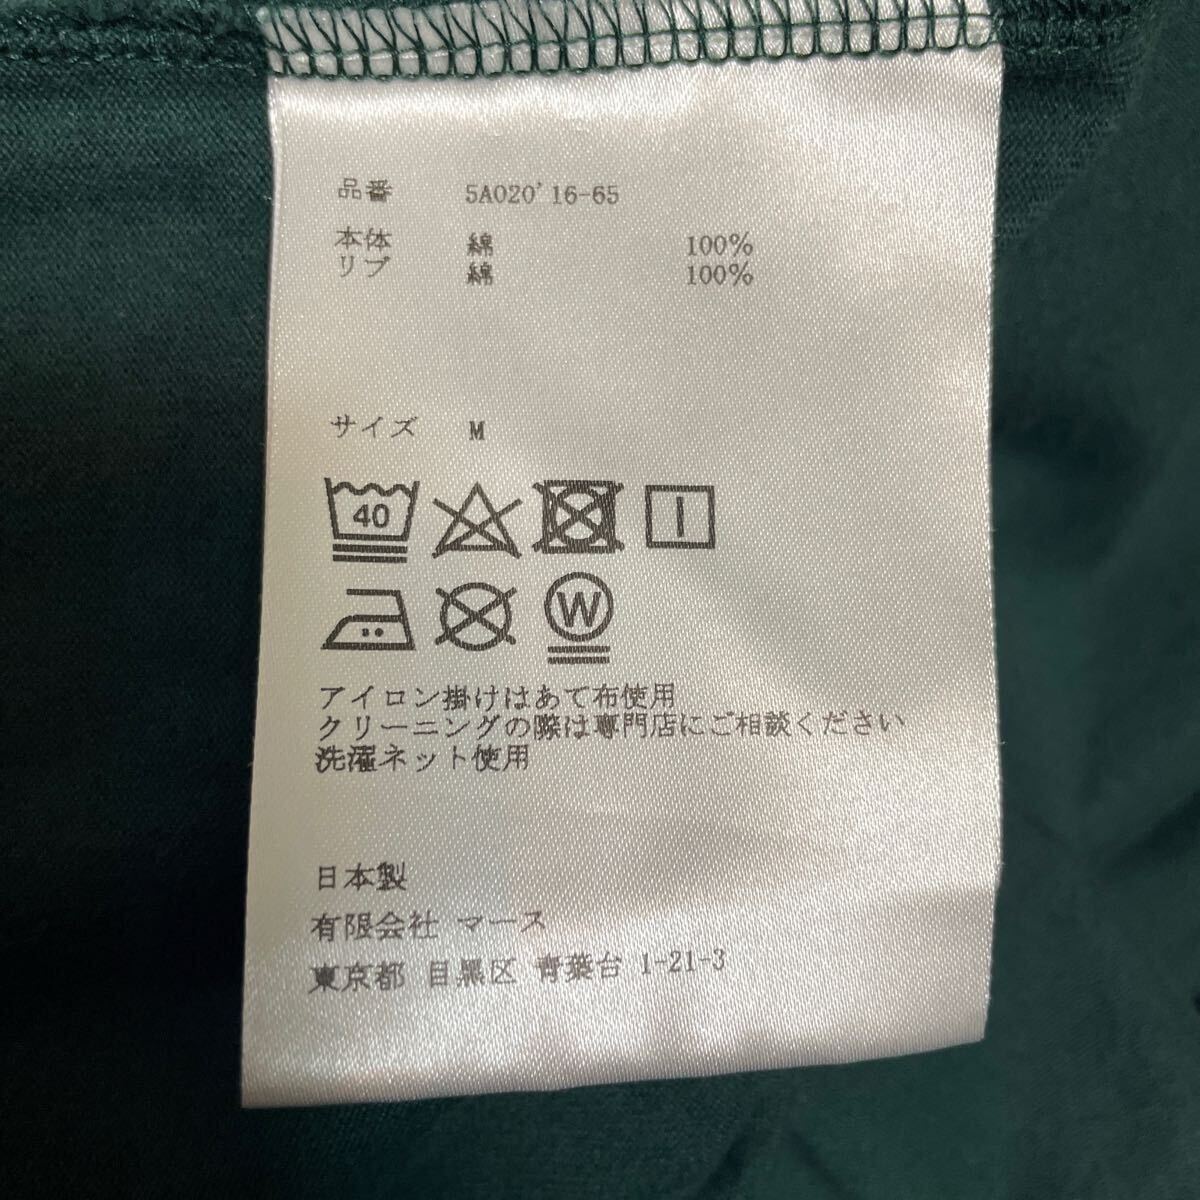 品番 5A020'16-65
本体 綿 100%
リブ 綿 100%
サイズ M
40
W
アイロン掛けはあて布使用
クリーニングの際は専門店にご相談ください
洗濯ネット使用
日本製
有限会社 マース
東京都 目黒区 青葉台 1-21-3